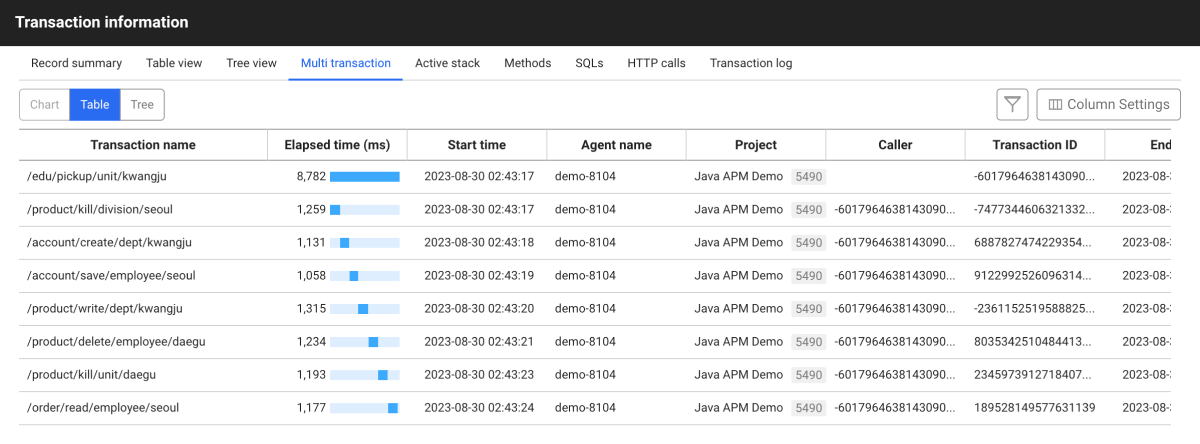 Transaction information
Record summary Table view Tree view Multi transaction Active stack Methods SQLs HTTP calls Transaction log
Chart Table Tree Column Settings
Transaction name Elapsed time (ms) Start time Agent name Project Caller Transaction ID End
/edu/pickup/unit/kwangju 8,782 2023-08-30 02:43:17 demo-8104 Java APM Demo 5490 -6017964638143090... 2023-08-
/product/kill/division/seoul 1,259 2023-08-30 02:43:17 demo-8104 Java APM Demo 5490 -6017964638143090... -7477344606321332... 2023-08-
/account/create/dept/kwangju 1,131 2023-08-30 02:43:18 demo-8104 Java APM Demo 5490 -6017964638143090... 6887827474229354... 2023-08-
/account/save/employee/seoul 1,058 2023-08-30 02:43:19 demo-8104 Java APM Demo 5490 -6017964638143090... 9122992526096314... 2023-08-
/product/write/dept/kwangju 1,315 2023-08-30 02:43:20 demo-8104 Java APM Demo 5490 -6017964638143090... -2361152519588825... 2023-08-
/product/delete/employee/daegu 1,234 2023-08-30 02:43:21 demo-8104 Java APM Demo 5490 -6017964638143090... 8035342510484413... 2023-08-
/product/kill/unit/daegu 1,193 2023-08-30 02:43:23 demo-8104 Java APM Demo 5490 -6017964638143090... 2345973912718407... 2023-08-
/order/read/employee/seoul 1,177 2023-08-30 02:43:24 demo-8104 Java APM Demo 5490 -6017964638143090... 189528149577631139 2023-08-